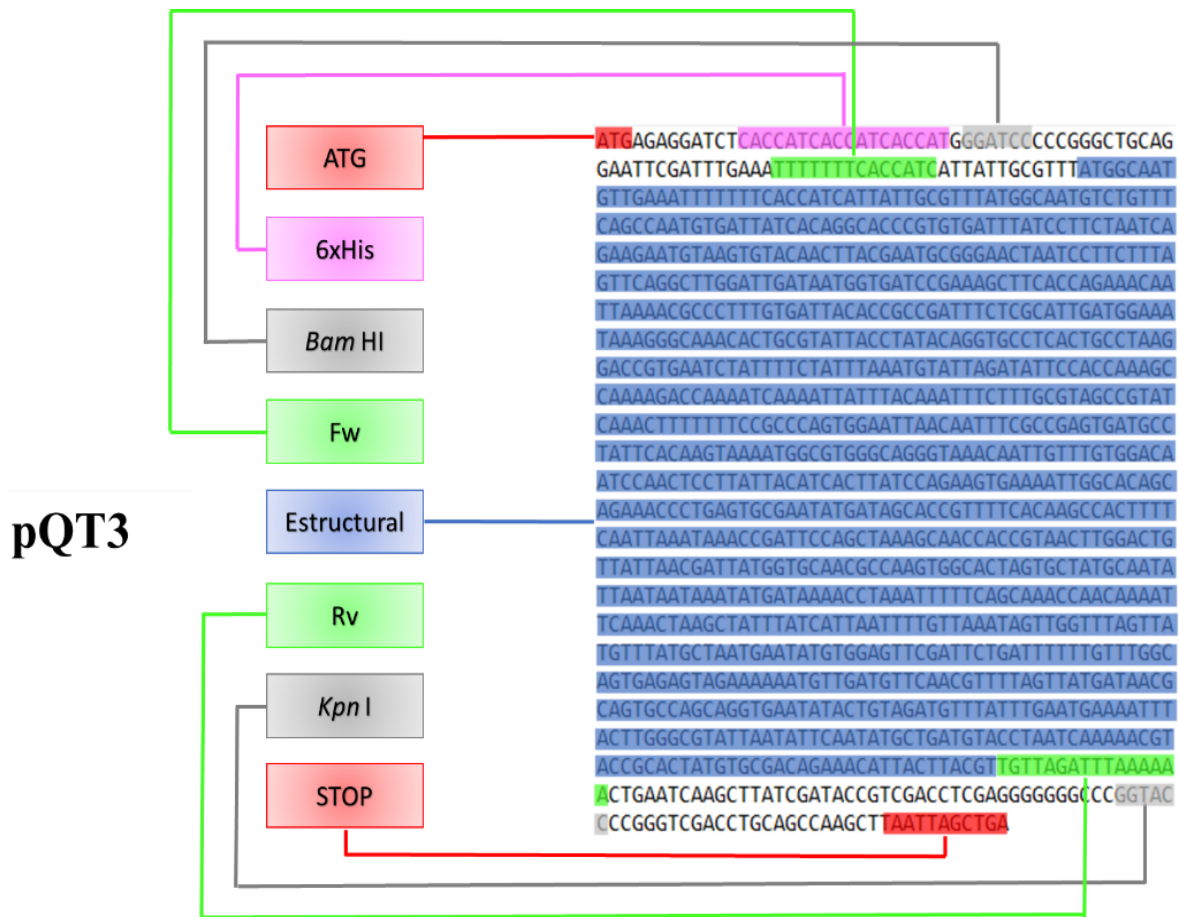 ATG
6xHis
Bam HI
Fw
Estructural
Rv
Kpn I
STOP
pQT3
ATGAGAGGATCTCACCATCACCATCACCATGGGATCCCCCGGGCTGCAG
GAATTCGATTTGAAATTTTTTTCACCATCATTATTGCGTTTATGGCAAT
GTTGAAATTTTTTTCACCATCATTATTGCGTTTATGGCAATGTCTGTTT
CAGCCAATGTGATTATCACAGGCACCCGTGTGATTTATCCTTCTAATCA
GAAGAATGTAAGTGTACAACTTACGAATGCGGGAACTAATCCTTCTTTA
GTTCAGGCTTGGATTGATAATGGTGATCCGAAAGCTTCACCAGAAACAA
TTAAAACGCCCTTTGTGATTACACCGCCGATTTCTCGCATTGATGGAAA
TAAAGGGCAAACACTGCGTATTACCTATACAGGTGCCTCACTGCCTAAG
GACCGTGAATCTATTTTCTATTTAAATGTATTAGATATTCCACCAAAGC
CAAAAGACCAAAATCAAAATTATTTACAAATTTCTTTGCGTAGCCGTAT
CAAACTTTTTTTCCGCCCAGTGGAATTAACAATTTCGCCGAGTGATGCC
TATTCACAAGTAAAATGGCGTGGGCAGGGTAAACAATTGTTTGTGGACA
ATCCAACTCCTTATTACATCACTTATCCAGAAGTGAAAATTGGCACAGC
AGAAACCCTGAGTGCGAATATGATAGCACCGTTTTCACAAGCCACTTTT
CAATTAAATAAACCGATTCCAGCTAAAGCAACCACCGTAACTTGGACTG
TTATTAACGATTATGGTGCAACGCCAAGTGGCACTAGTGCTATGCAATA
TTAATAATAAATATGATAAAACCTAAATTTTTCAGCAAACCAACAAAAT
TCAAACTAAGCTATTTATCATTAATTTTGTTAAATAGTTGGTTTAGTTA
TGTTTATGCTAATGAATATGTGGAGTTCGATTCTGATTTTTTGTTTGGC
AGTGAGAGTAGAAAAAATGTTGATGTTCAACGTTTTAGTTATGATAACG
CAGTGCCAGCAGGTGAATATACTGTAGATGTTTATTTGAATGAAAATTT
ACTTGGGCGTATTAATATTCAATATGCTGATGTACCTAATCAAAAACGT
ACCGCACTATGTGCGACAGAAACATTACTTACGTTGTTAGATTTAAAAA
ACTGAATCAAGCTTATCGATACCGTCGACCTCGAGGGGGGGCCCGGTAC
CCCGGGTCGACCTGCAGCCAAGCTTAATTAGCTGA